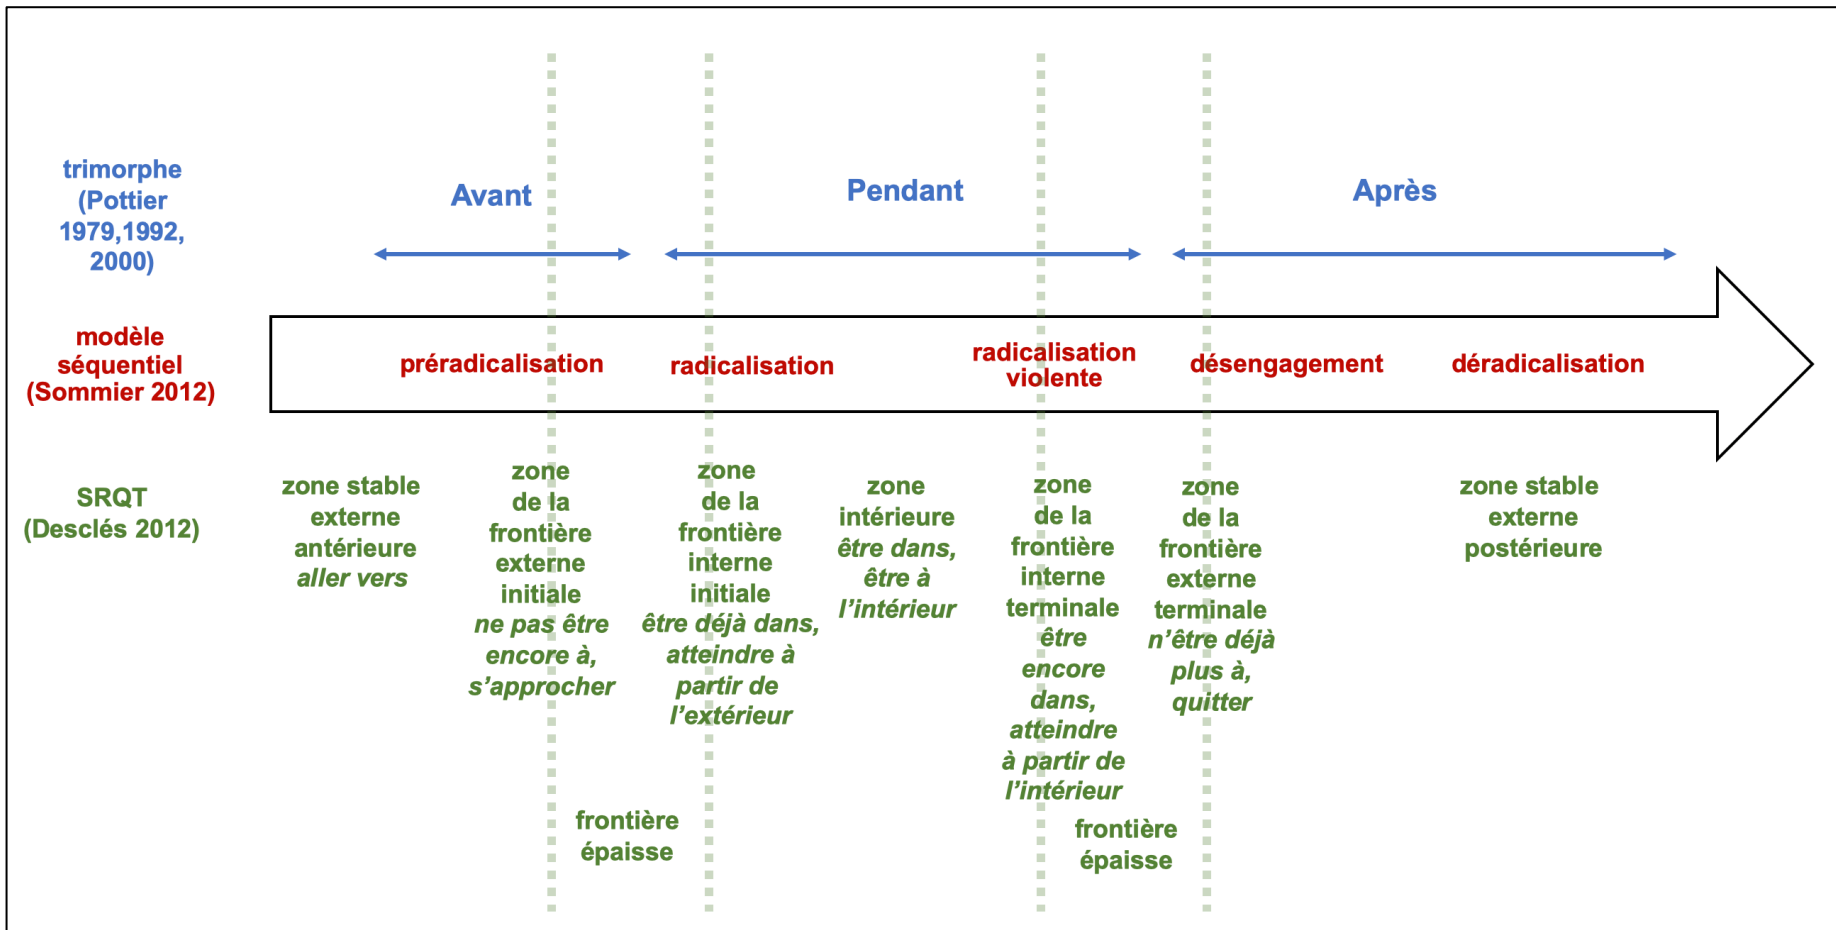 trimorphe
(Pottier
1979,1992,
2000)
Avant
Pendant
Après
modèle
séquentiel
(Sommier 2012)
préradicalisation
radicalisation
radicalisation
violente
désengagement
déradicalisation
SRQT
(Desclés 2012)
zone stable
externe
antérieure
aller vers
zone
de la
frontière
externe
initiale
ne pas être
encore à,
s’approcher
zone
de la
frontière
interne
initiale
être déjà dans,
atteindre à
partir de
l’extérieur
zone
intérieure
être dans,
être à
l’intérieur
zone
de la
frontière
interne
terminale
être
encore
dans,
atteindre
à partir de
l’intérieur
zone
de la
frontière
externe
terminale
n’être déjà
plus à,
quitter
zone stable
externe
postérieure
frontière
épaisse
frontière
épaisse